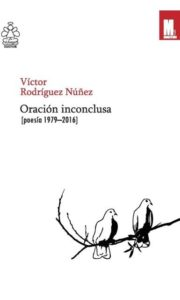 Víctor
Rodríguez Núñez
Oración inconclusa
[poesía 1979–2016]